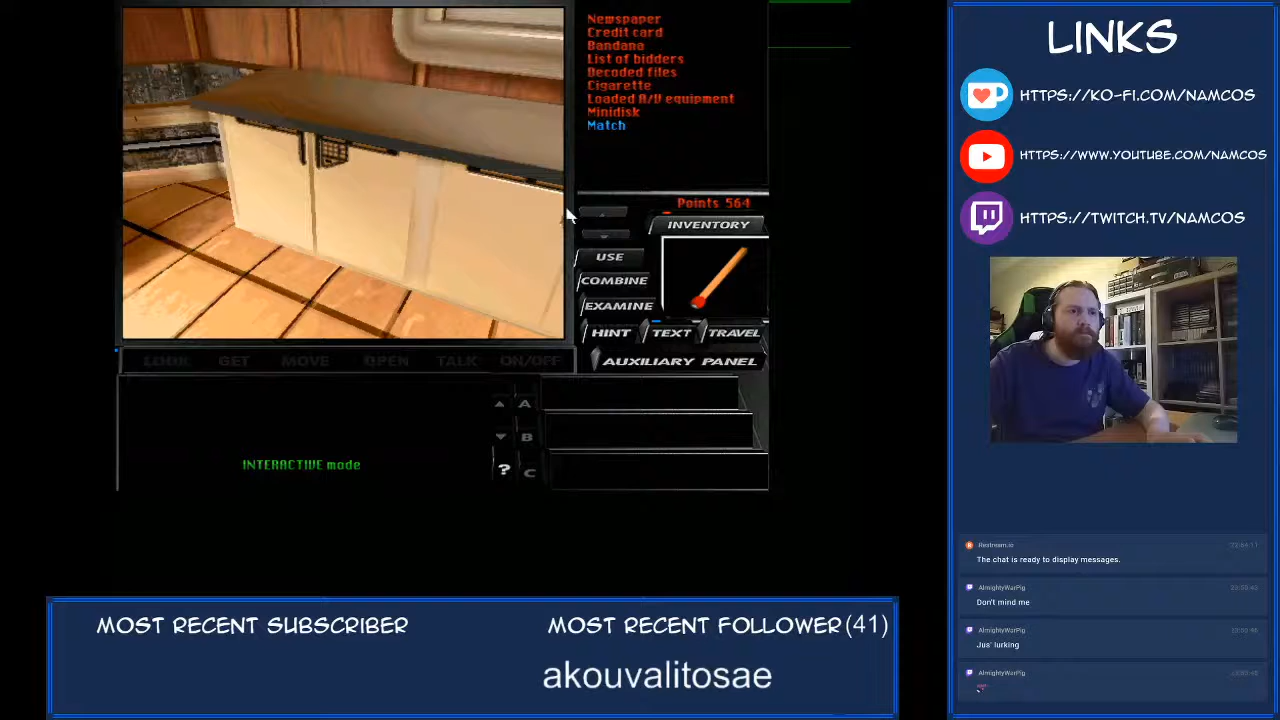 Newspaper
Credit card
Bandana
List of bidders
Decoded files
Cigarette
Loaded A/V equipment
Minidisk
Match
Points 564
INVENTORY
USE
COMBINE
EXAMINE
HINT TEXT TRAVEL
AUXILIARY PANEL
LOOK GET MOVE OPEN TALK ON/OFF
A
B
? C
INTERACTIVE mode
LINKS
HTTPS://KO-FI.COM/NAMCOS
HTTPS://WWW.YOUTUBE.COM/NAMCOS
HTTPS://TWITCH.TV/NAMCOS
Restream.io
The chat is ready to display messages.
AlmightyWarPig
Don't mind me
AlmightyWarPig
Jus' lurking
AlmightyWarPig
MOST RECENT SUBSCRIBER
MOST RECENT FOLLOWER (41)
akouvalitosae